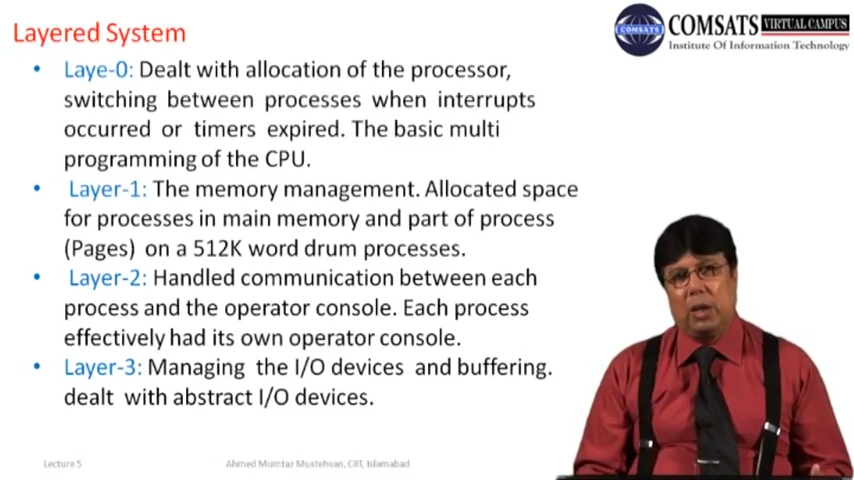 Layered System
COMSATS VIRTUAL CAMPUS
COMSATS
Institute Of Information Technology
• Laye-0: Dealt with allocation of the processor,
switching between processes when interrupts
occurred or timers expired. The basic multi
programming of the CPU.
• Layer-1: The memory management. Allocated space
for processes in main memory and part of process
(Pages) on a 512K word drum processes.
• Layer-2: Handled communication between each
process and the operator console. Each process
effectively had its own operator console.
• Layer-3: Managing the I/O devices and buffering.
dealt with abstract I/O devices.
Lecture 5
Ahmed Mumtaz Mustehsan, CIIT, Islamabad